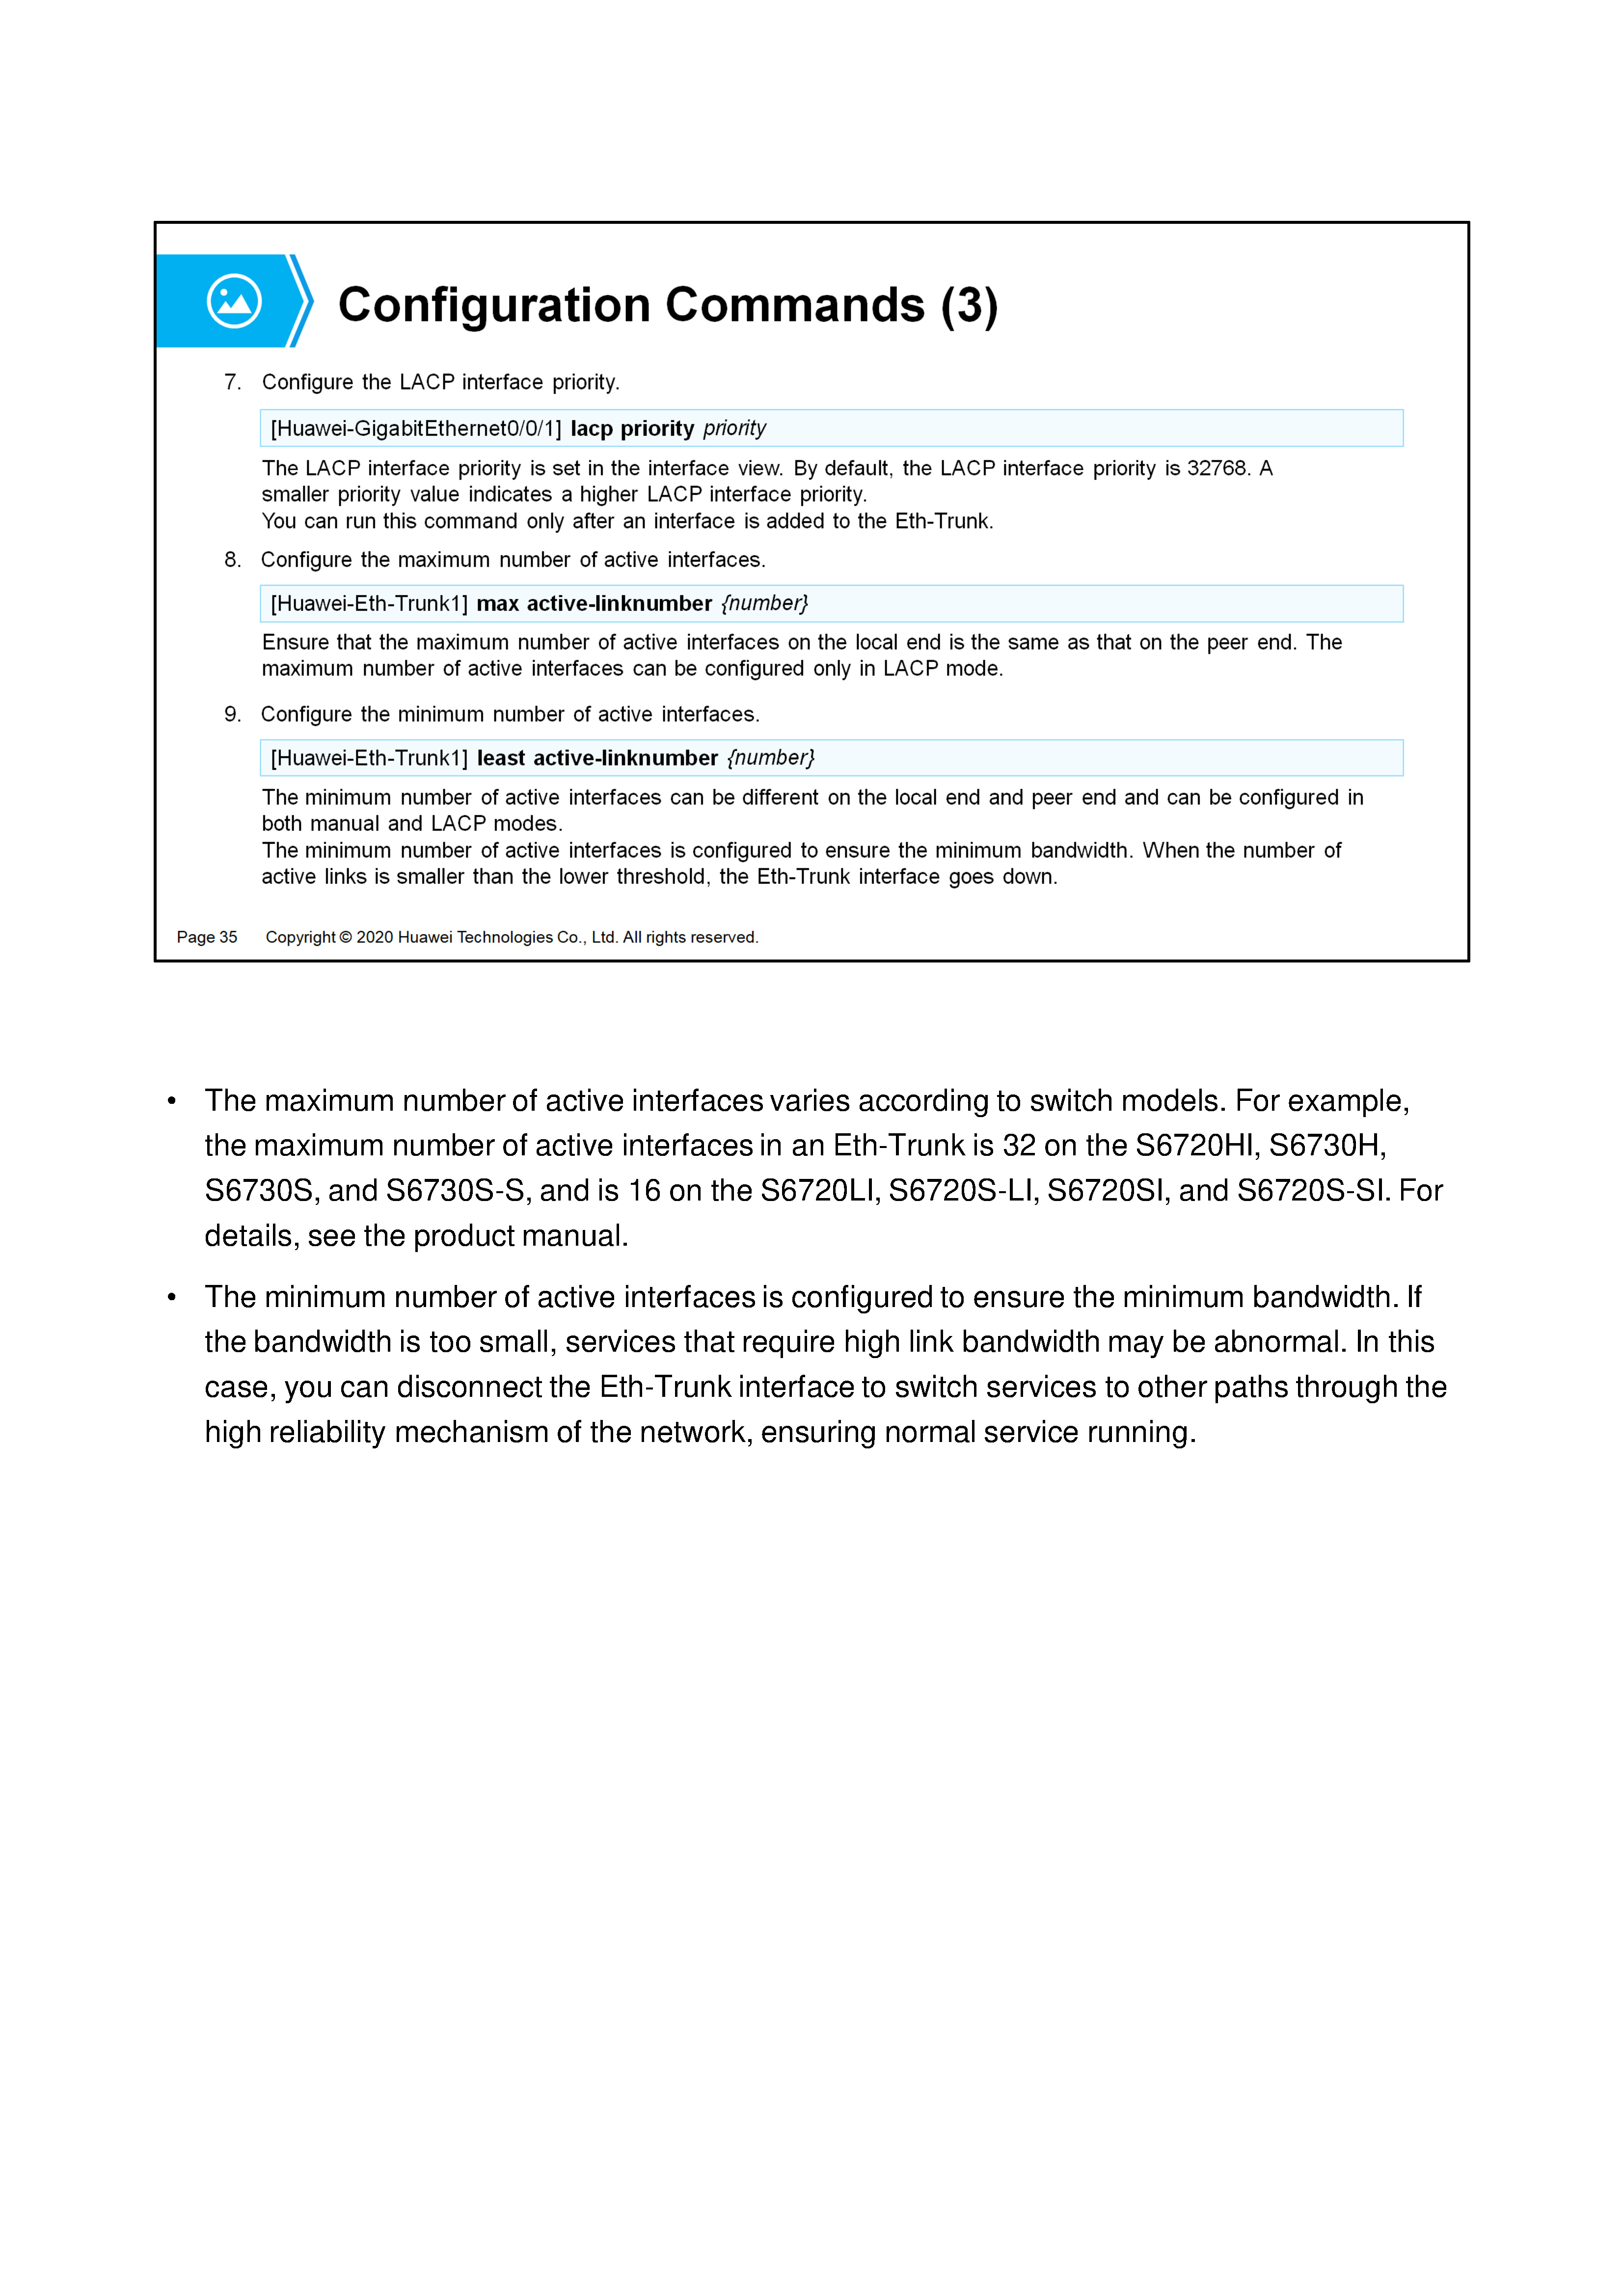 Configuration Commands (3)
7. Configure the LACP interface priority.
[Huawei-GigabitEthernet0/0/1] lacp priority priority
The LACP interface priority is set in the interface view. By default, the LACP interface priority is 32768. A
smaller priority value indicates a higher LACP interface priority.
You can run this command only after an interface is added to the Eth-Trunk.
8. Configure the maximum number of active interfaces.
[Huawei-Eth-Trunk1] max active-linknumber {number}
Ensure that the maximum number of active interfaces on the local end is the same as that on the peer end. The
maximum number of active interfaces can be configured only in LACP mode.
9. Configure the minimum number of active interfaces.
[Huawei-Eth-Trunk1] least active-linknumber {number}
The minimum number of active interfaces can be different on the local end and peer end and can be configured in
both manual and LACP modes.
The minimum number of active interfaces is configured to ensure the minimum bandwidth. When the number of
active links is smaller than the lower threshold, the Eth-Trunk interface goes down.
Page 35 Copyright © 2020 Huawei Technologies Co., Ltd. All rights reserved.
• The maximum number of active interfaces varies according to switch models. For example,
the maximum number of active interfaces in an Eth-Trunk is 32 on the S6720HI, S6730H,
S6730S, and S6730S-S, and is 16 on the S6720LI, S6720S-LI, S6720SI, and S6720S-SI. For
details, see the product manual.
• The minimum number of active interfaces is configured to ensure the minimum bandwidth. If
the bandwidth is too small, services that require high link bandwidth may be abnormal. In this
case, you can disconnect the Eth-Trunk interface to switch services to other paths through the
high reliability mechanism of the network, ensuring normal service running.